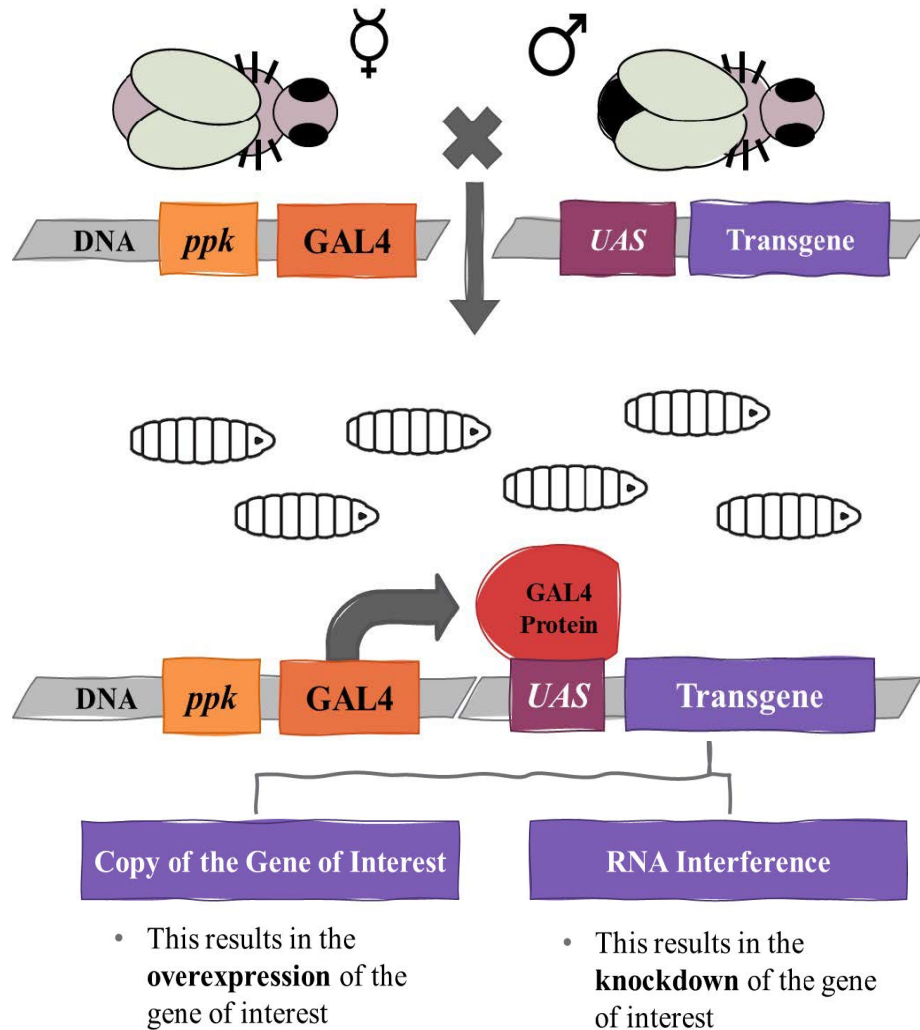 DNA ppk GAL4 UAS Transgene
GAL4
Protein
DNA ppk GAL4 UAS Transgene
Copy of the Gene of Interest
• This results in the
overexpression of the
gene of interest
RNA Interference
• This results in the
knockdown of the gene
of interest